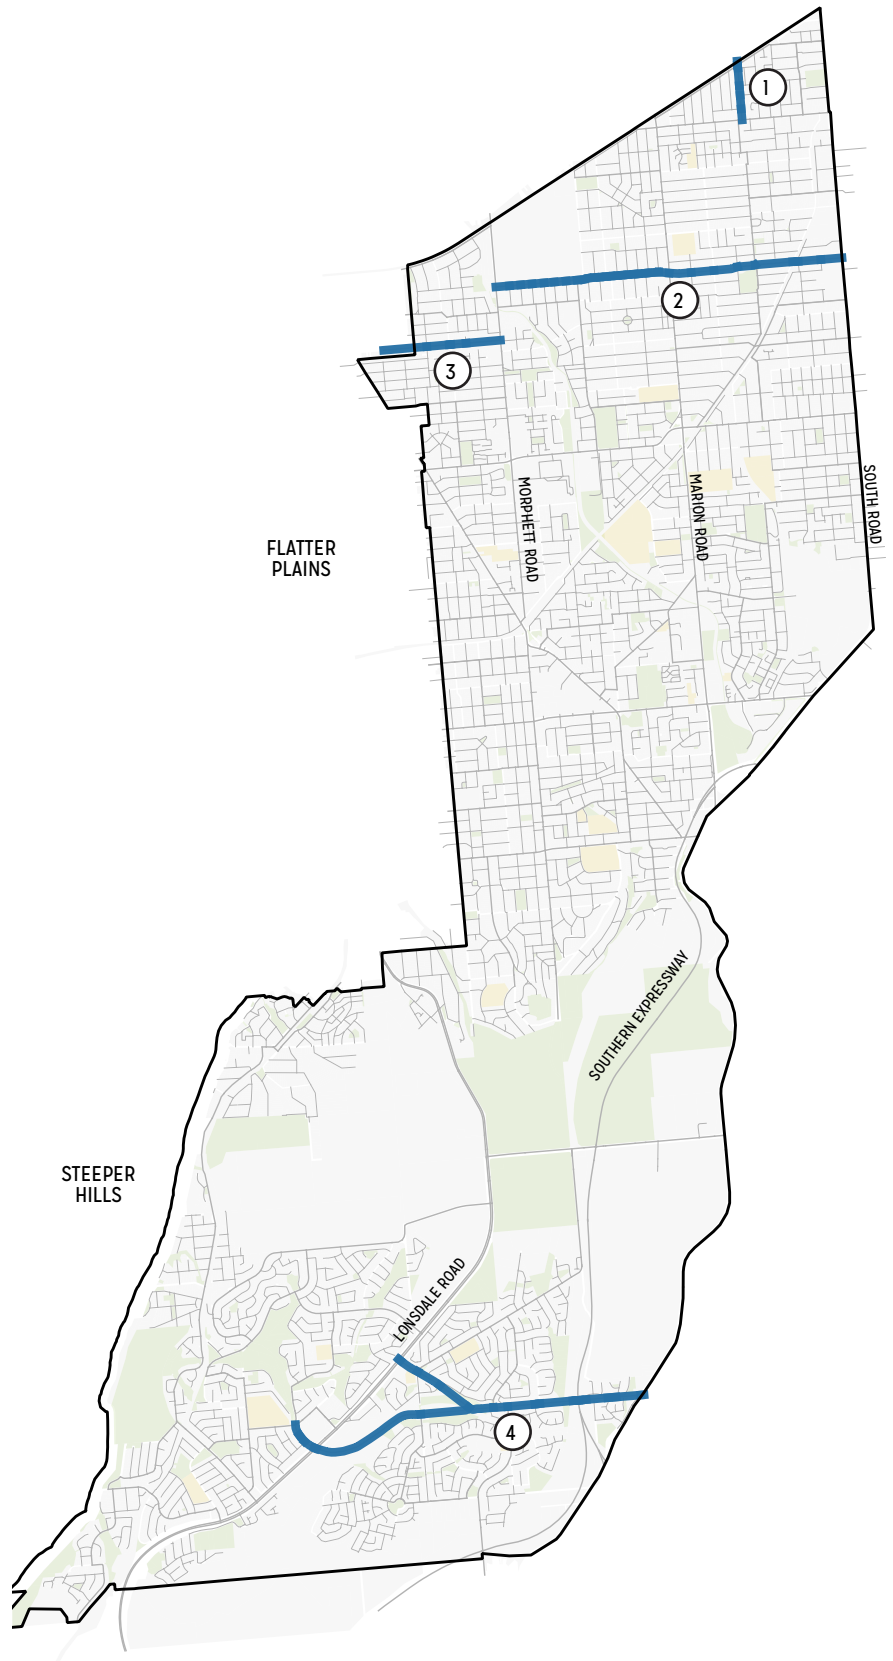 1
2
3
SOUTH ROAD
MARION ROAD
MORPHETT ROAD
FLATTER
PLAINS
SOUTHERN EXPRESSWAY
STEEPER
HILLS
LONSDALE ROAD
4